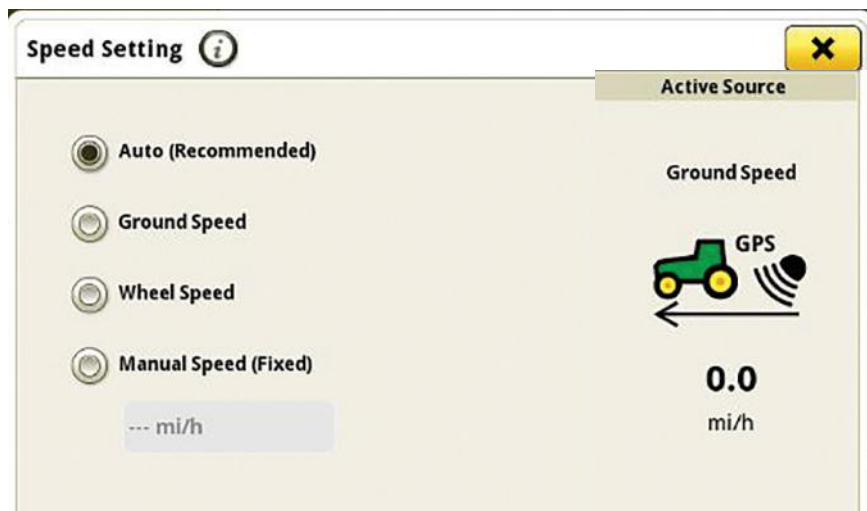 Speed Setting
Active Source
Auto (Recommended)
Ground Speed
Wheel Speed
Manual Speed (Fixed)
--- mi/h
Ground Speed
GPS
0.0
mi/h